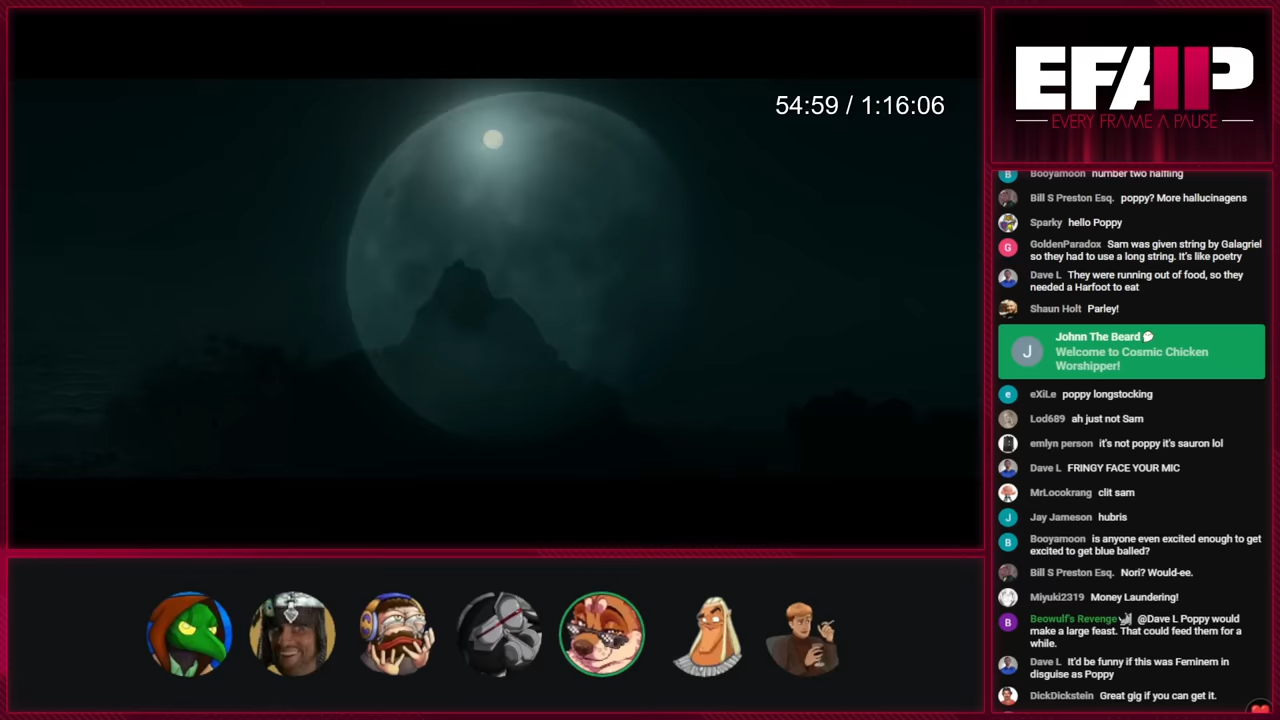 54:59 / 1:16:06
EFAP
EVERY FRAME A PAUSE
B Booyamoon number two halfling
Bill S Preston Esq. poppy? More hallucinagens
Sparky hello Poppy
G GoldenParadox Sam was given string by Galagriel
so they had to use a long string. It's like poetry
Dave L They were running out of food, so they
needed a Harfoot to eat
Shaun Holt Parley!
Johnn The Beard
J Welcome to Cosmic Chicken
Worshipper!
e eXiLe poppy longstocking
Lod689 ah just not Sam
emlyn person it's not poppy it's sauron lol
Dave L FRINGY FACE YOUR MIC
MrLocokrang clit sam
J Jay Jameson hubris
B Booyamoon is anyone even excited enough to get
excited to get blue balled?
Bill S Preston Esq. Nori? Would-ee.
Miyuki2319 Money Laundering!
B Beowulf's Revenge @Dave L Poppy would
make a large feast. That could feed them for a
while.
Dave L It'd be funny if this was Feminem in
disguise as Poppy
DickDickstein Great gig if you can get it.